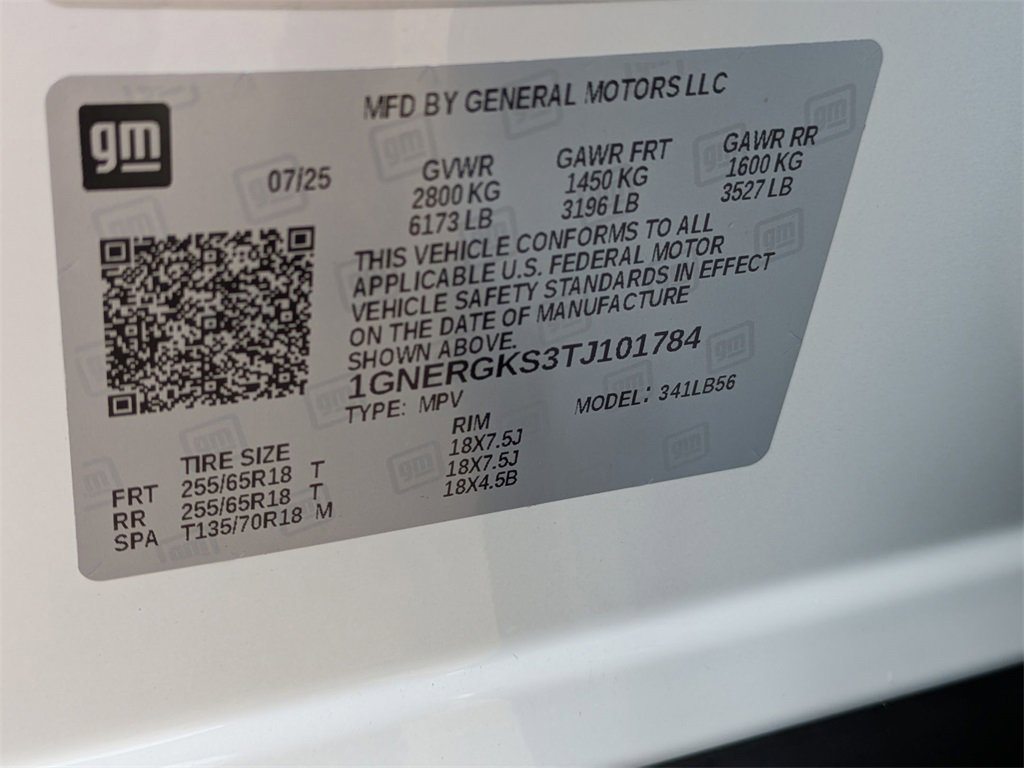 gm
MFD BY GENERAL MOTORS LLC
07/25
GVWR
2800 KG
6173 LB
GAWR FRT
1450 KG
3196 LB
GAWR RR
1600 KG
3527 LB
THIS VEHICLE CONFORMS TO ALL
APPLICABLE U.S. FEDERAL MOTOR
VEHICLE SAFETY STANDARDS IN EFFECT
ON THE DATE OF MANUFACTURE
SHOWN ABOVE.
1GNERGKS3TJ101784
TYPE: MPV
MODEL: 341LB56
TIRE SIZE
RIM
FRT 255/65R18 T 18X7.5J
RR 255/65R18 T 18X7.5J
SPA T135/70R18 M 18X4.5B